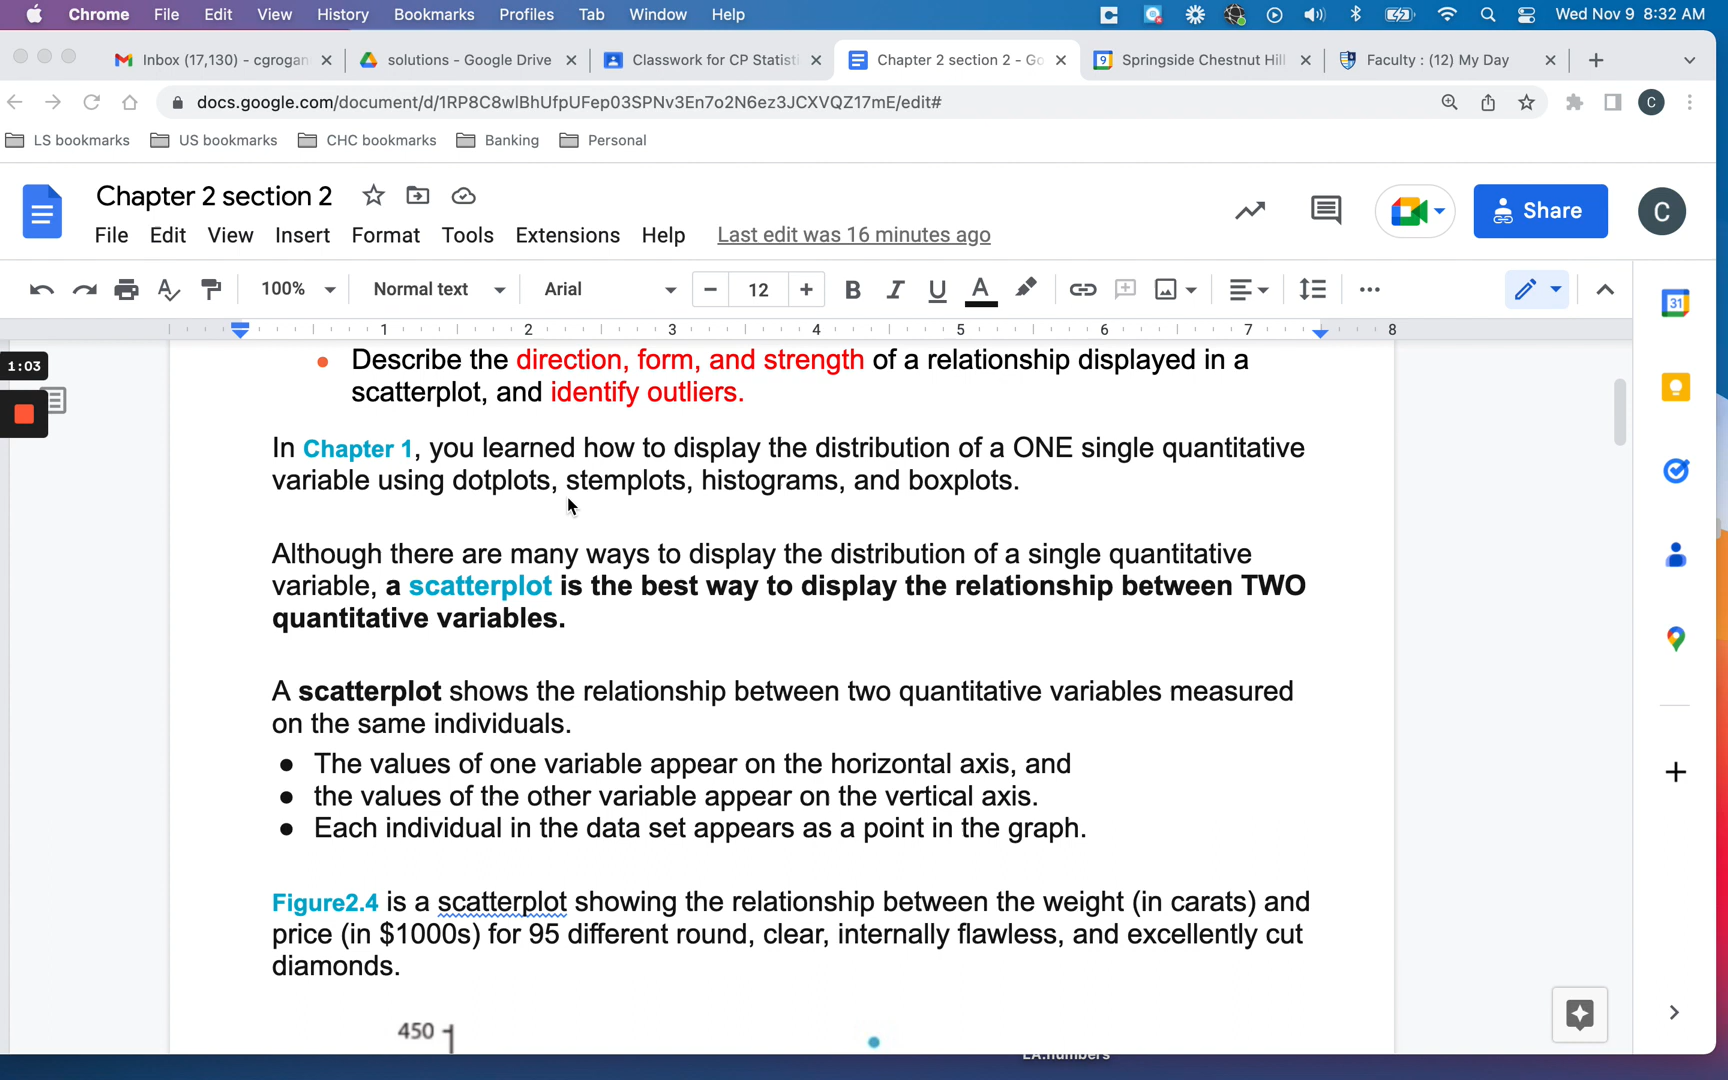 Chrome File Edit View History Bookmarks Profiles Tab Window Help Wed Nov 9 8:32 AM
Inbox (17,130) - cgrogan solutions - Google Drive Classwork for CP Statisti Chapter 2 section 2 - Go Springside Chestnut Hill Faculty : (12) My Day
docs.google.com/document/d/1RP8C8wlBhUfpUFep03SPNv3En7o2N6ez3JCXVQZ17mE/edit#
LS bookmarks US bookmarks CHC bookmarks Banking Personal
Chapter 2 section 2
Share
C
File Edit View Insert Format Tools Extensions Help Last edit was 16 minutes ago
100% Normal text Arial 12
1 2 3 4 5 6 7 8
1:03
• Describe the direction, form, and strength of a relationship displayed in a
scatterplot, and identify outliers.
In Chapter 1, you learned how to display the distribution of a ONE single quantitative
variable using dotplots, stemplots, histograms, and boxplots.
Although there are many ways to display the distribution of a single quantitative
variable, a scatterplot is the best way to display the relationship between TWO
quantitative variables.
A scatterplot shows the relationship between two quantitative variables measured
on the same individuals.
● The values of one variable appear on the horizontal axis, and
● the values of the other variable appear on the vertical axis.
● Each individual in the data set appears as a point in the graph.
Figure2.4 is a scatterplot showing the relationship between the weight (in carats) and
price (in $1000s) for 95 different round, clear, internally flawless, and excellently cut
diamonds.
450